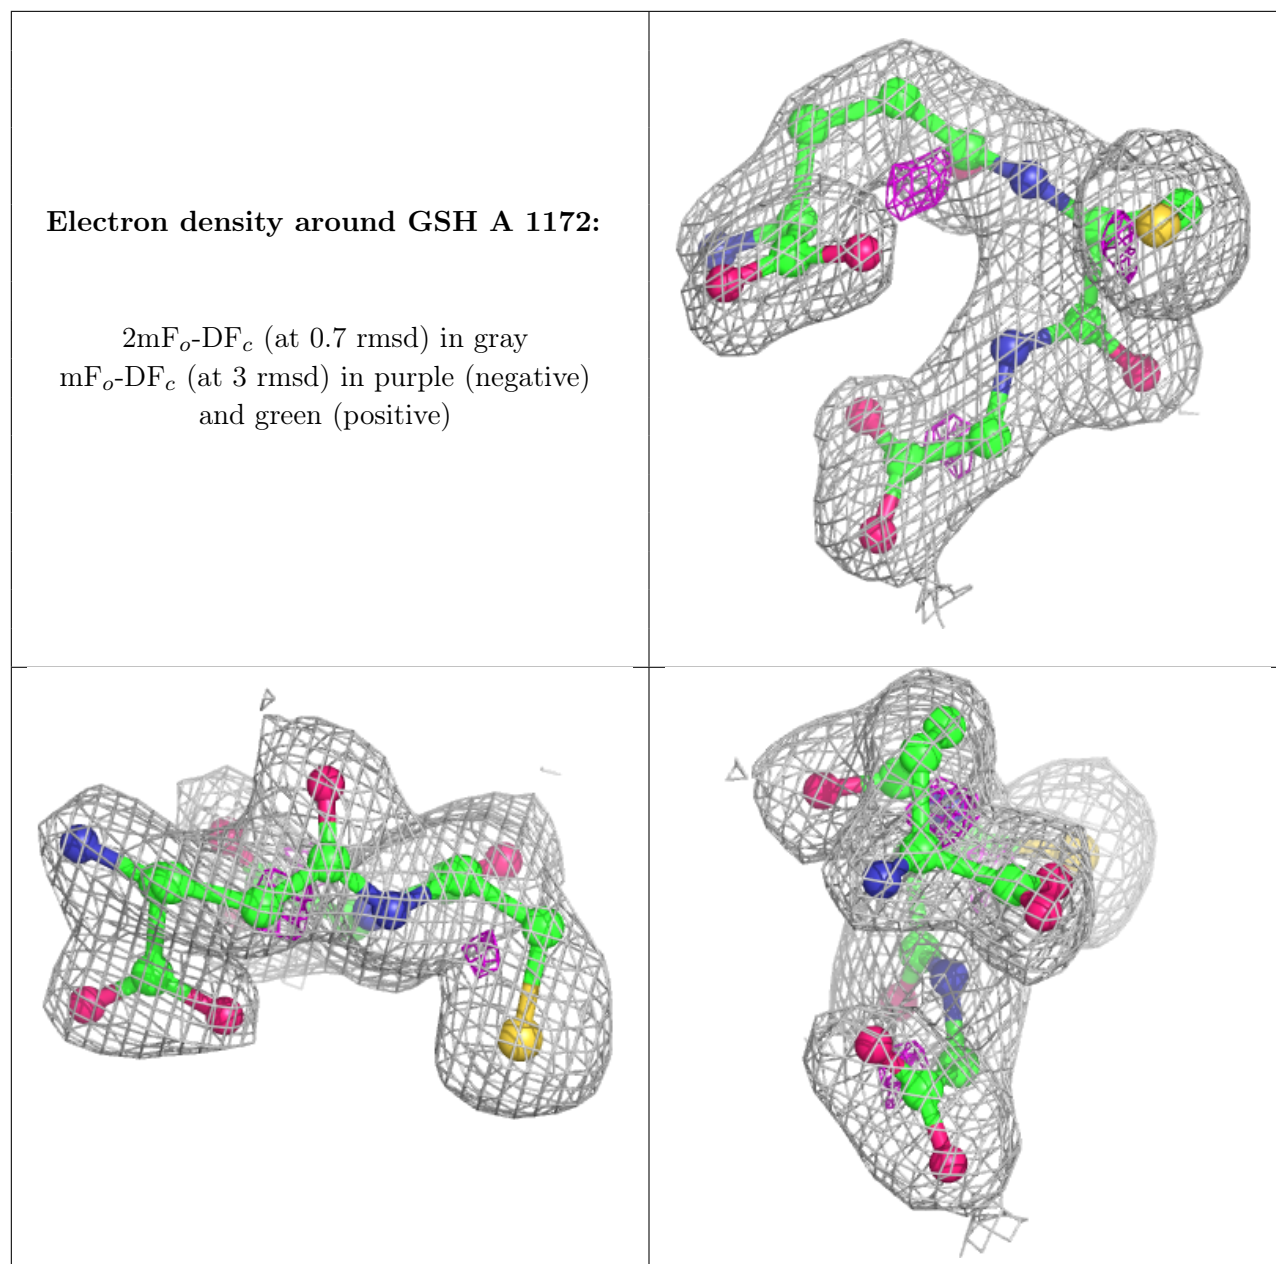 Electron density around GSH A 1172:
2mFo-DFc (at 0.7 rmsd) in gray
mFo-DFc (at 3 rmsd) in purple (negative)
and green (positive)